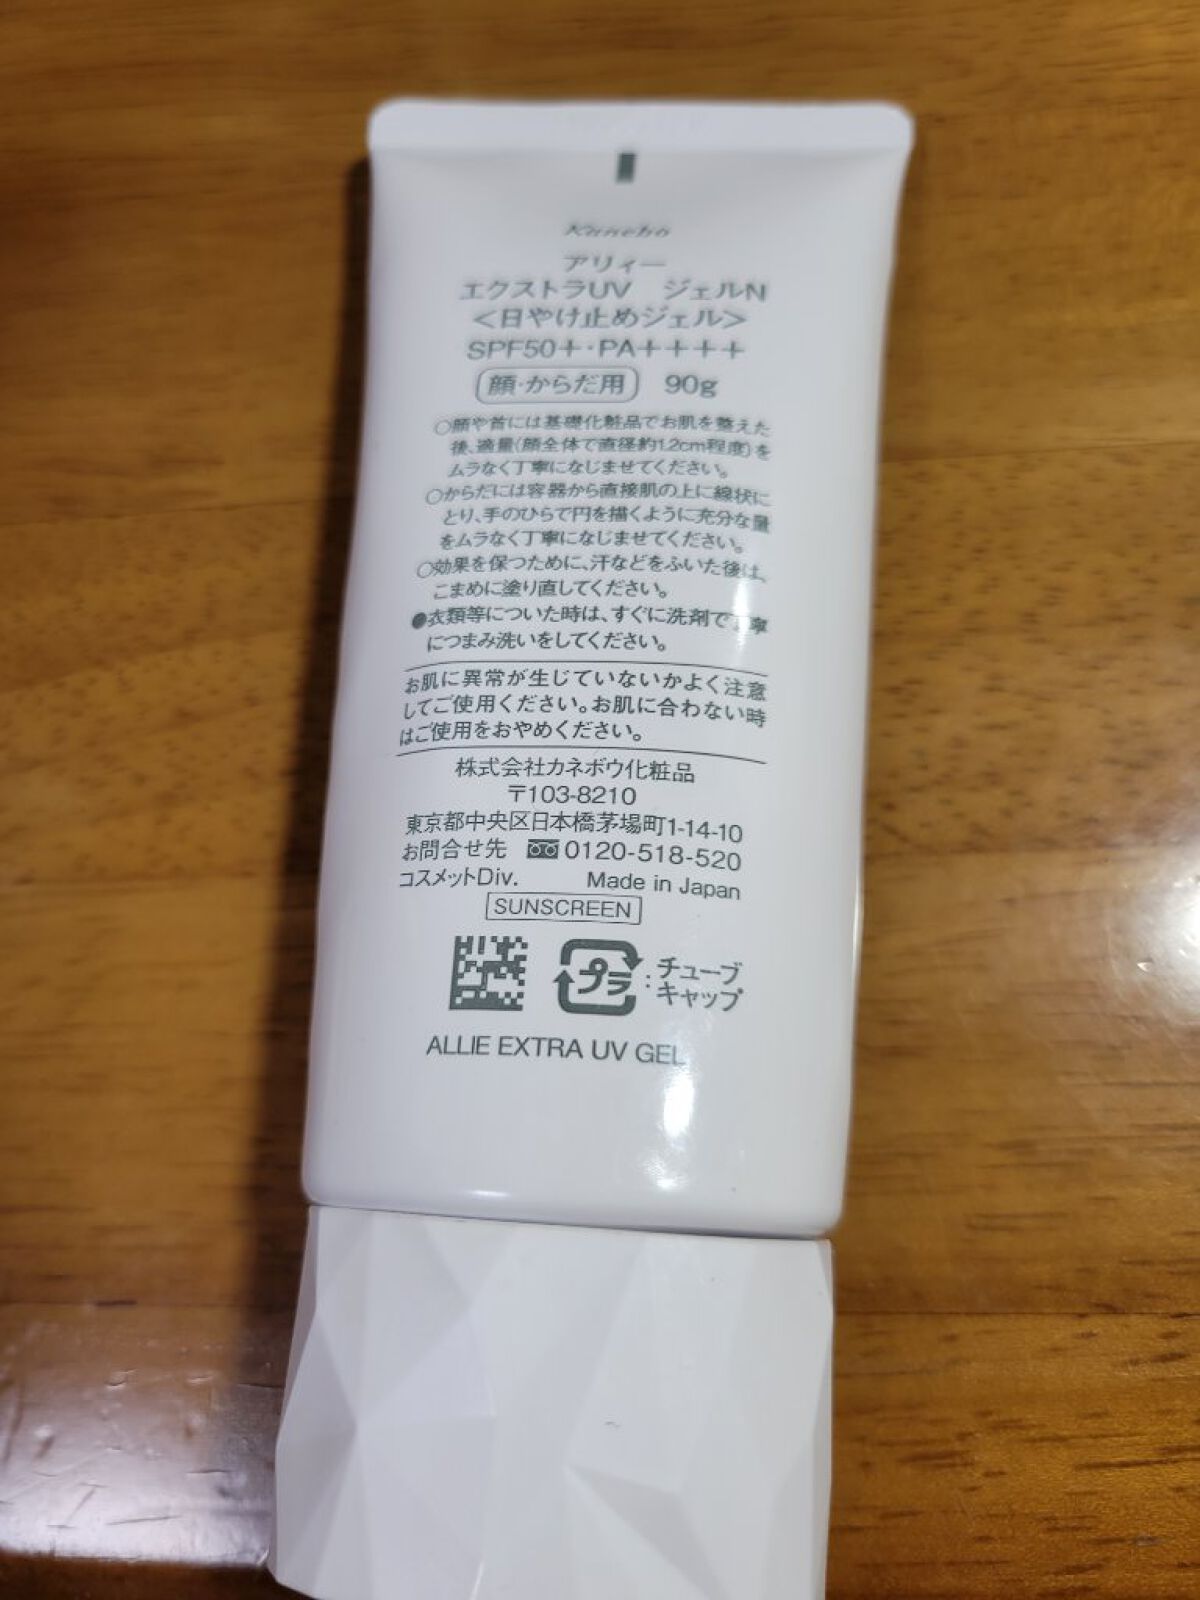 Kanebo
アリィー
エクストラUV ジェルN
<日やけ止めジェル>
SPF50+・PA++++
顔・からだ用 90g
○顔や首には基礎化粧品でお肌を整えた
後、適量(顔全体で直径約1.2cm程度)を
ムラなく丁寧になじませてください。
○からだには容器から直接肌の上に線状に
とり、手のひらで円を描くように充分な量
をムラなく丁寧になじませてください。
○効果を保つために、汗などをふいた後は、
こまめに塗り直してください。
●衣類等についた時は、すぐに洗剤で丁寧
につまみ洗いをしてください。
お肌に異常が生じていないかよく注意
してご使用ください。お肌に合わない時
はご使用をおやめください。
株式会社カネボウ化粧品
〒103-8210
東京都中央区日本橋茅場町1-14-10
お問合せ先 0120-518-520
コスメットDiv. Made in Japan
SUNSCREEN
プラ:チューブ
キャップ
ALLIE EXTRA UV GEL